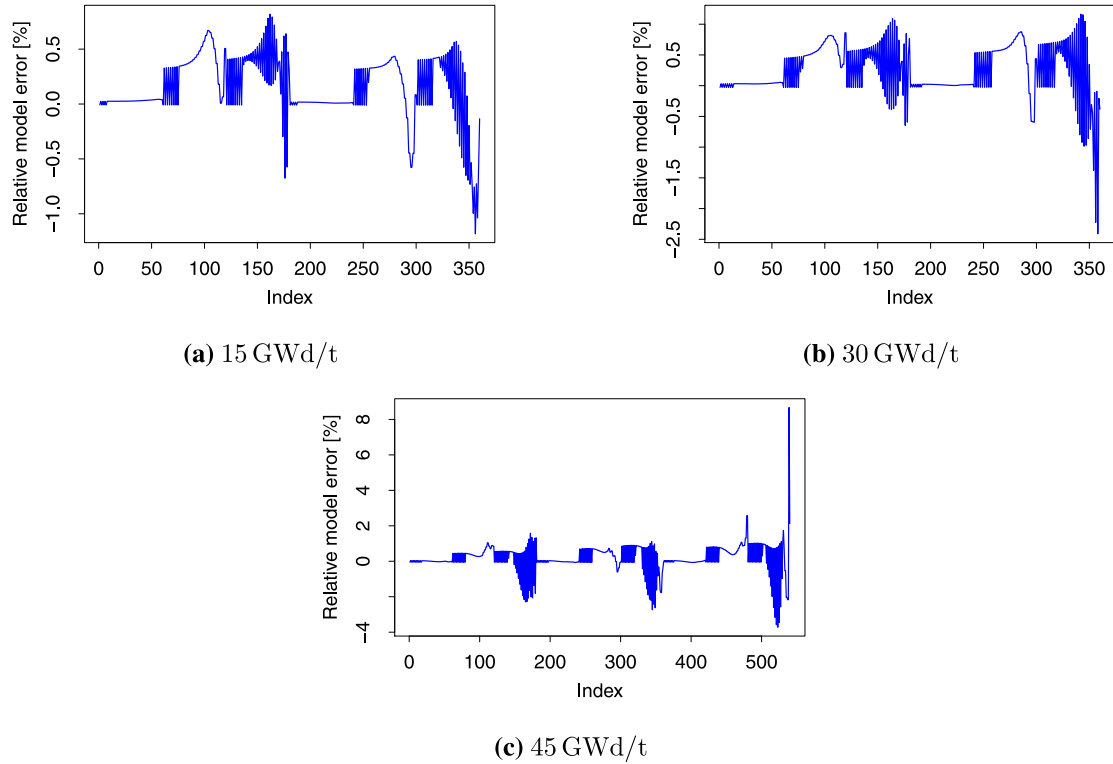 Relative model error [%]
0.5
0.0
−0.5
−1.0
0 50 100 150 200 250 300 350
Index
(a) 15 GWd/t
Relative model error [%]
0.5
−0.5
−1.5
−2.5
0 50 100 150 200 250 300 350
Index
(b) 30 GWd/t
Relative model error [%]
8
6
4
2
0
−4
0 100 200 300 400 500
Index
(c) 45 GWd/t